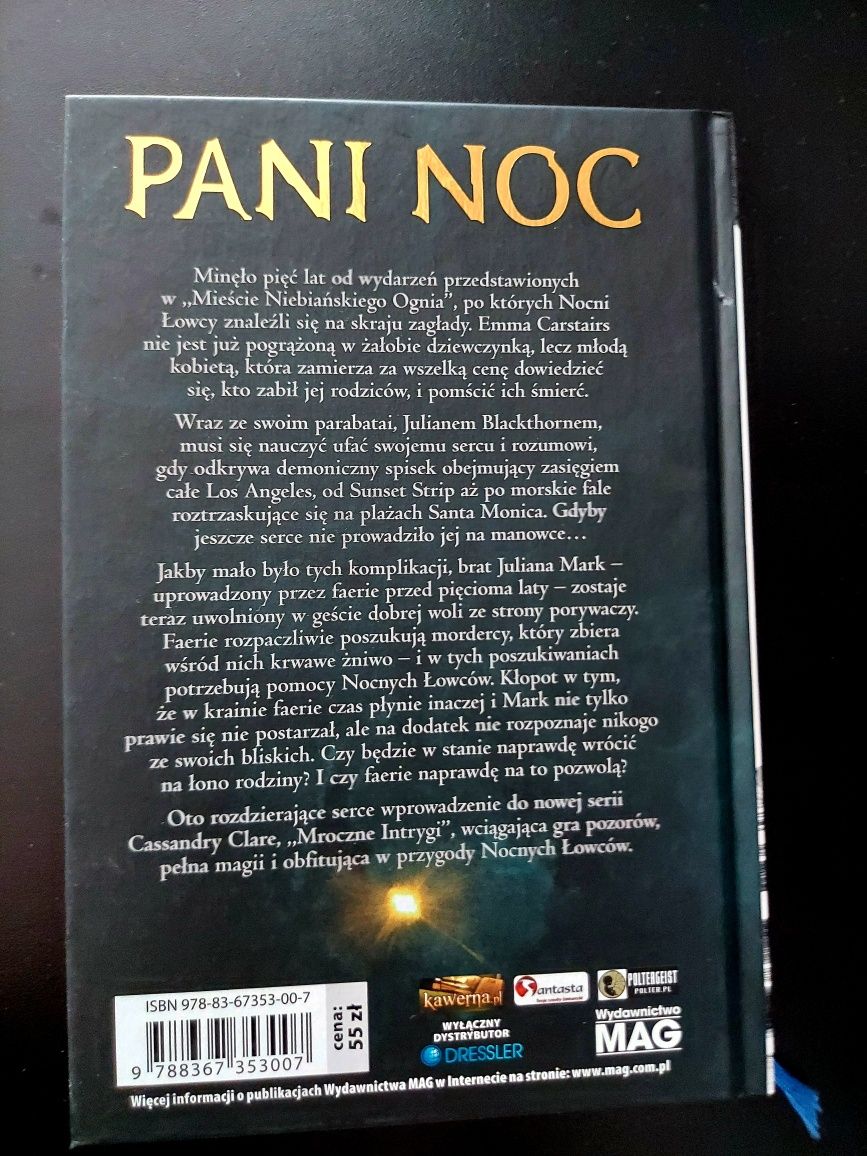 PANI NOC
Minęło pięć lat od wydarzeń przedstawionych
w „Mieście Niebiańskiego Ognia”, po których Nocni
Łowcy znaleźli się na skraju zagłady. Emma Carstairs
nie jest już pogrążoną w żałobie dziewczynką, lecz młodą
kobietą, która zamierza za wszelką cenę dowiedzieć
się, kto zabił jej rodziców, i pomścić ich śmierć.
Wraz ze swoim parabatai, Julianem Blackthornem,
musi się nauczyć ufać swojemu sercu i rozumowi,
gdy odkrywa demoniczny spisek obejmujący zasięgiem
całe Los Angeles, od Sunset Strip aż po morskie fale
roztrzaskujące się na plażach Santa Monica. Gdyby
jeszcze serce nie prowadziło jej na manowce…
Jakby mało było tych komplikacji, brat Juliana Mark –
uprowadzony przez faerie przed pięcioma laty – zostaje
teraz uwolniony w geście dobrej woli ze strony porywaczy.
Faerie rozpaczliwie poszukują mordercy, który zbiera
wśród nich krwawe żniwo – i w tych poszukiwaniach
potrzebują pomocy Nocnych Łowców. Kłopot w tym,
że w krainie faerie czas płynie inaczej i Mark nie tylko
prawie się nie postarzał, ale na dodatek nie rozpoznaje nikogo
ze swoich bliskich. Czy będzie w stanie naprawdę wrócić
na łono rodziny? I czy faerie naprawdę na to pozwolą?
Oto rozdzierające serce wprowadzenie do nowej serii
Cassandry Clare, „Mroczne Intrygi”, wciągająca gra pozorów,
pełna magii i obfitująca w przygody Nocnych Łowców.
ISBN 978-83-67353-00-7
9 788367 353007
cena:
55 zł
kawerna.pl
Fantasta
POLTERGEIST
POLTER.PL
WYŁĄCZNY
DYSTRYBUTOR
DRESSLER
Wydawnictwo
MAG
Więcej informacji o publikacjach Wydawnictwa MAG w Internecie na stronie: www.mag.com.pl